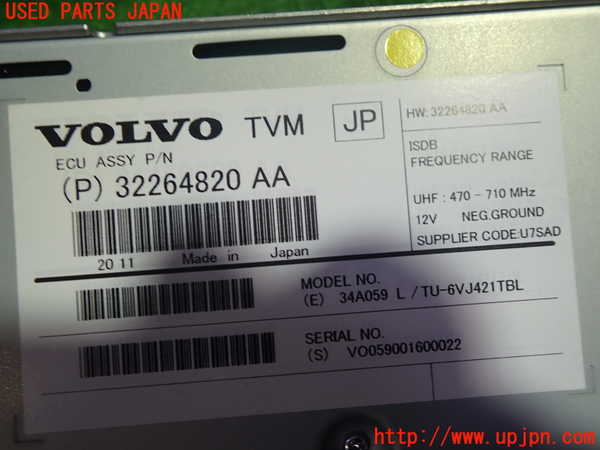 USED PARTS JAPAN
VOLVO TVM JP
ECU ASSY P/N
(P) 32264820 AA
20 11 Made in Japan
HW: 32264820 AA
ISDB
FREQUENCY RANGE
UHF : 470 - 710 MHz
12V NEG.GROUND
SUPPLIER CODE:U7SAD
MODEL NO.
(E) 34A059 L / TU-6VJ421TBL
SERIAL NO.
(S) VO059001600022
http://www.upjpn.com/